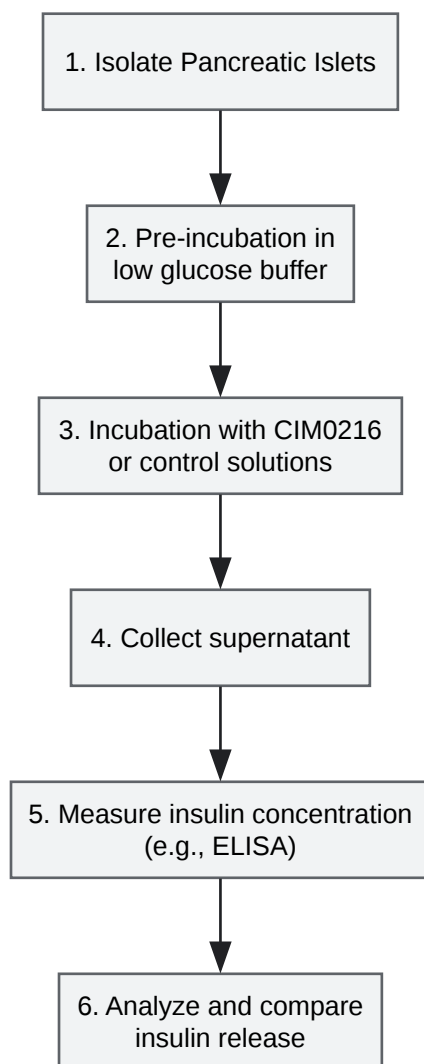 1. Isolate Pancreatic Islets
2. Pre-incubation in
low glucose buffer
3. Incubation with CIM0216
or control solutions
4. Collect supernatant
5. Measure insulin concentration
(e.g., ELISA)
6. Analyze and compare
insulin release